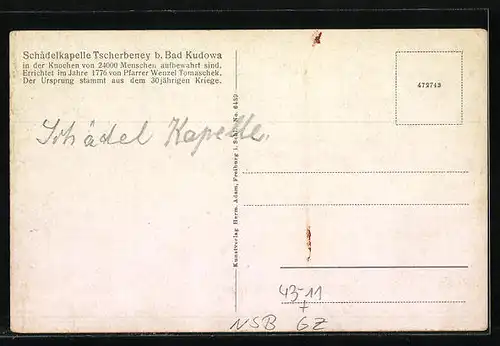 Schädelkapelle Tscherbeney b. Bad Kudowa
in der Knochen von 24000 Menschen aufbewahrt sind.
Errichtet im Jahre 1776 von Pfarrer Wenzel Tomaschek.
Der Ursprung stammt aus dem 30jährigen Kriege.
Schädel Kapelle.
Kunstverlag Herm. Adam, Freiburg i. Schl. No. 6439
472743
43-11
+
NSB GZ